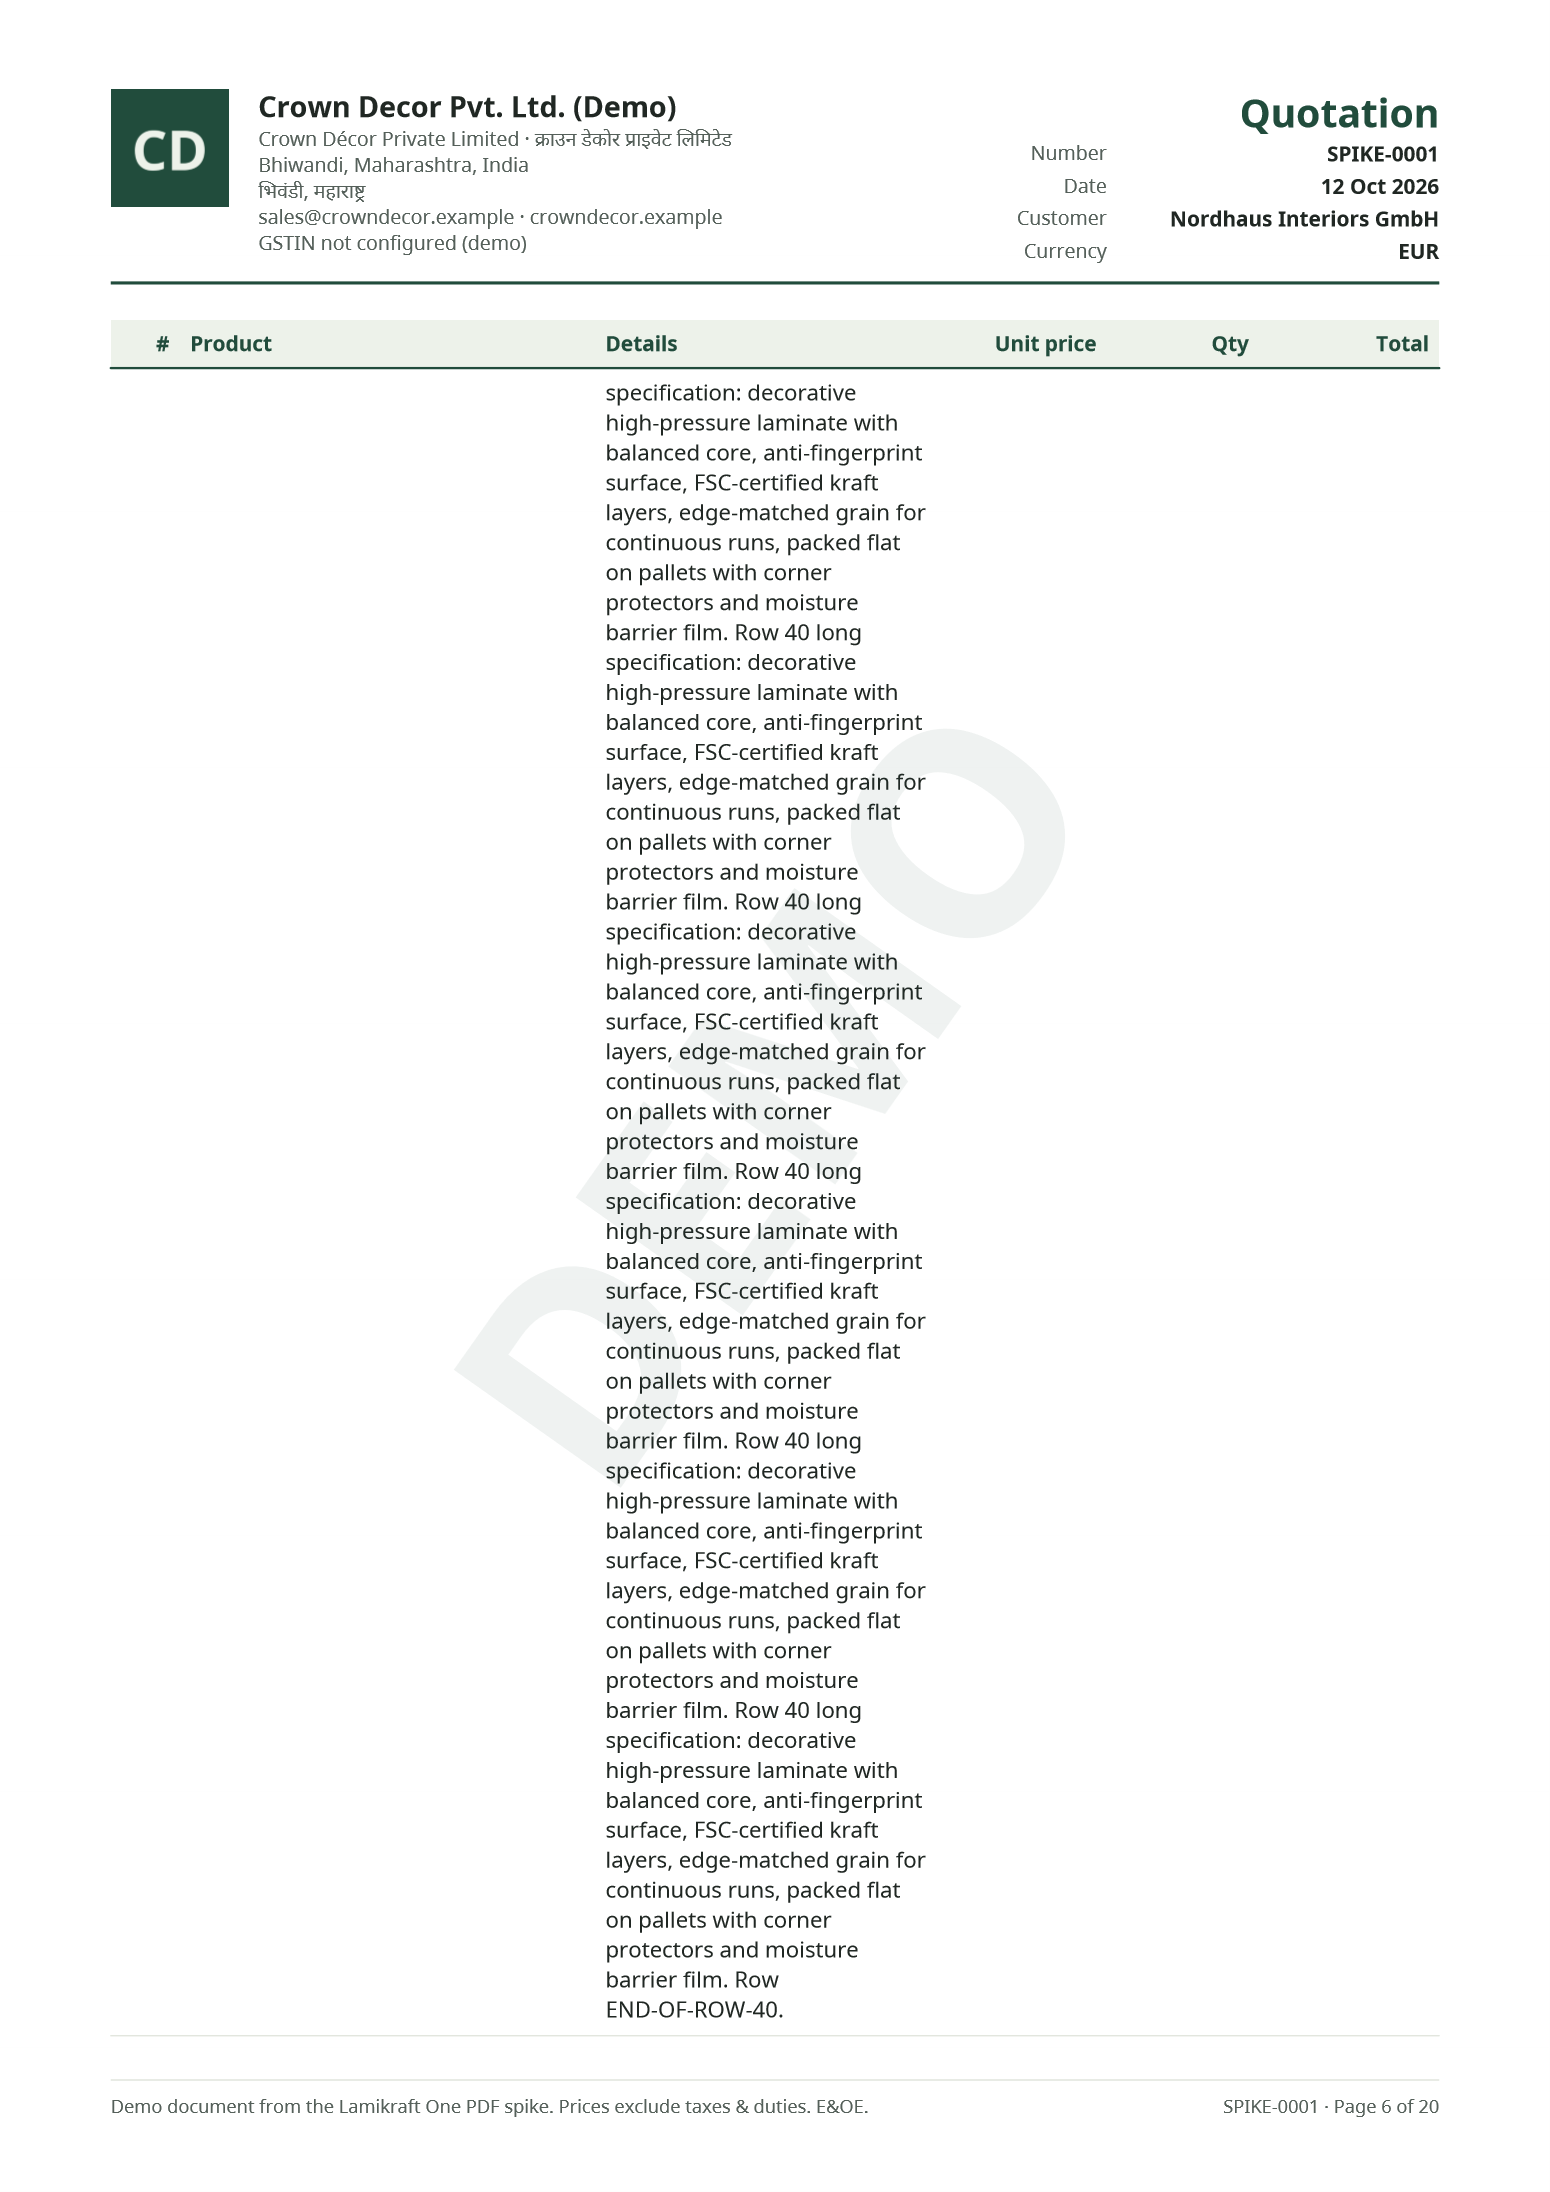 CD
Crown Decor Pvt. Ltd. (Demo)
Crown Décor Private Limited · क्राउन डेकोर प्राइवेट लिमिटेड
Bhiwandi, Maharashtra, India
भिवंडी, महाराष्ट्र
sales@crowndecor.example · crowndecor.example
GSTIN not configured (demo)
Quotation
Number SPIKE-0001
Date 12 Oct 2026
Customer Nordhaus Interiors GmbH
Currency EUR
# Product Details Unit price Qty Total
specification: decorative
high-pressure laminate with
balanced core, anti-fingerprint
surface, FSC-certified kraft
layers, edge-matched grain for
continuous runs, packed flat
on pallets with corner
protectors and moisture
barrier film. Row 40 long
specification: decorative
high-pressure laminate with
balanced core, anti-fingerprint
surface, FSC-certified kraft
layers, edge-matched grain for
continuous runs, packed flat
on pallets with corner
protectors and moisture
barrier film. Row 40 long
specification: decorative
high-pressure laminate with
balanced core, anti-fingerprint
surface, FSC-certified kraft
layers, edge-matched grain for
continuous runs, packed flat
on pallets with corner
protectors and moisture
barrier film. Row 40 long
specification: decorative
high-pressure laminate with
balanced core, anti-fingerprint
surface, FSC-certified kraft
layers, edge-matched grain for
continuous runs, packed flat
on pallets with corner
protectors and moisture
barrier film. Row 40 long
specification: decorative
high-pressure laminate with
balanced core, anti-fingerprint
surface, FSC-certified kraft
layers, edge-matched grain for
continuous runs, packed flat
on pallets with corner
protectors and moisture
barrier film. Row 40 long
specification: decorative
high-pressure laminate with
balanced core, anti-fingerprint
surface, FSC-certified kraft
layers, edge-matched grain for
continuous runs, packed flat
on pallets with corner
protectors and moisture
barrier film. Row
END-OF-ROW-40.
DEMO
Demo document from the Lamikraft One PDF spike. Prices exclude taxes & duties. E&OE.
SPIKE-0001 · Page 6 of 20